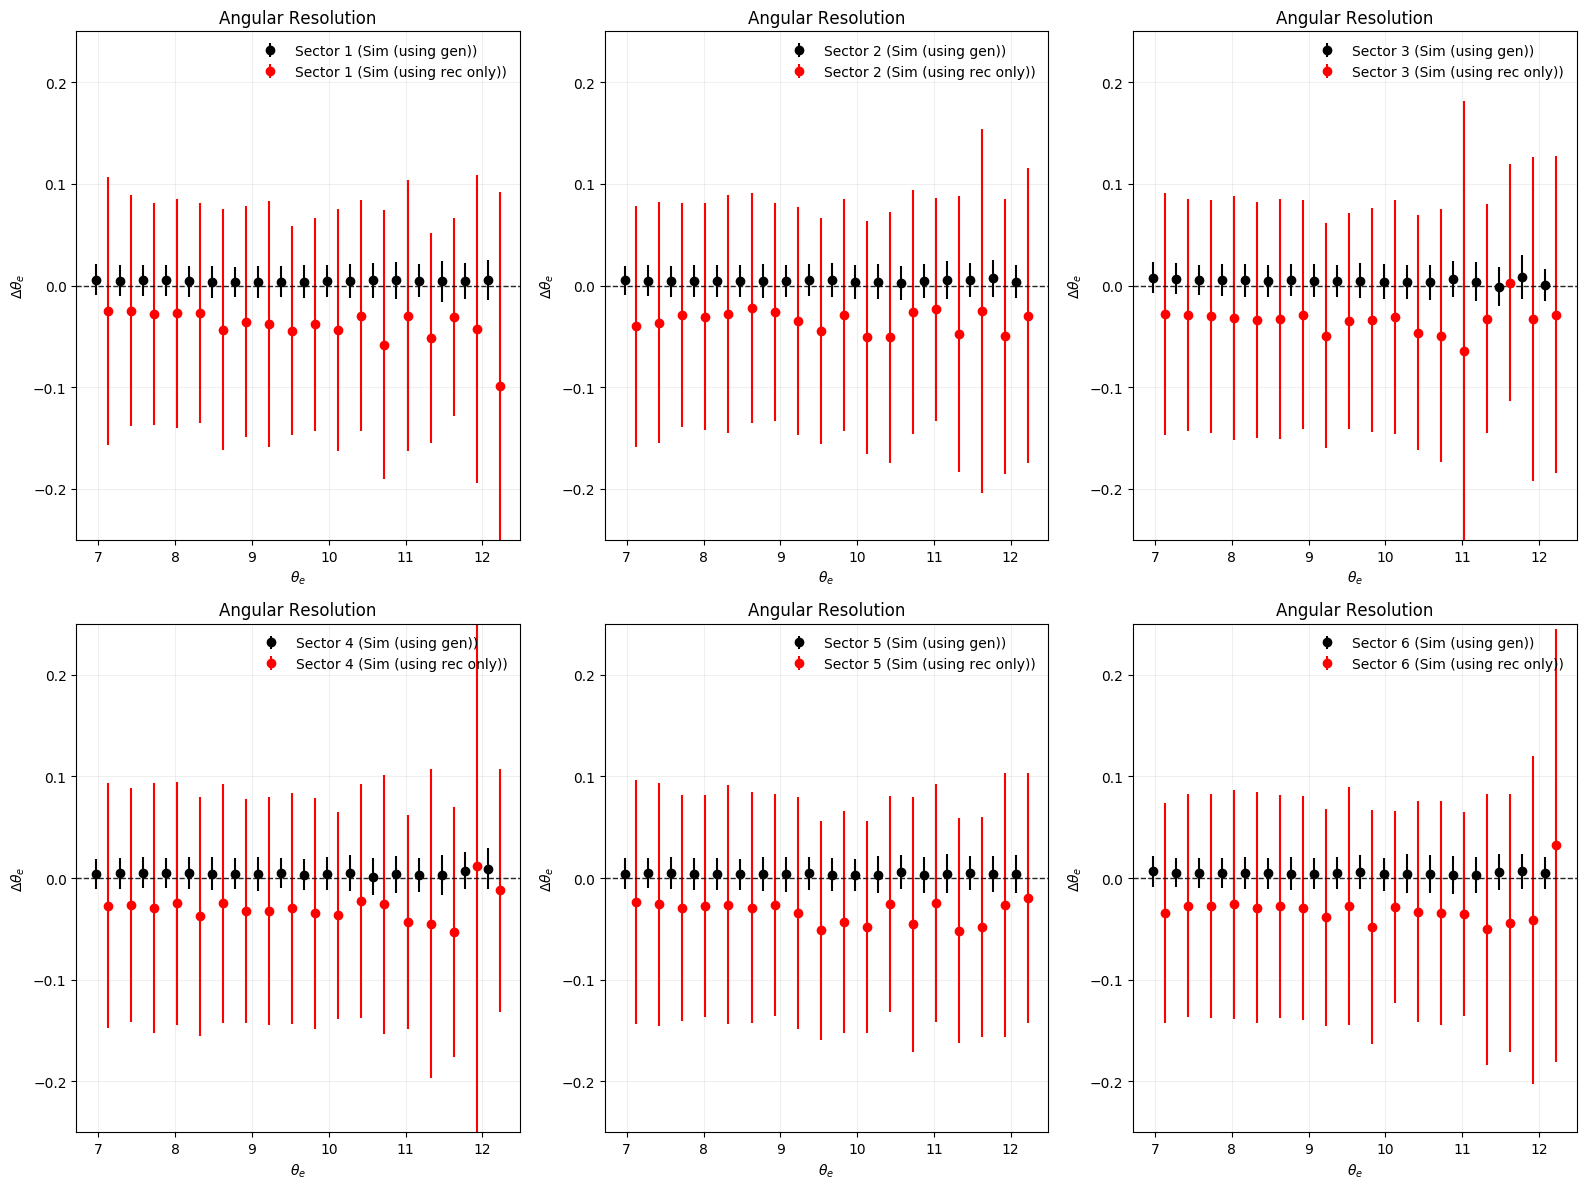 Angular Resolution
Sector 1 (Sim (using gen))
Sector 1 (Sim (using rec only))
Δθe
0.2
0.1
0.0
−0.1
−0.2
7 8 9 10 11 12
θe
Angular Resolution
Sector 2 (Sim (using gen))
Sector 2 (Sim (using rec only))
Δθe
0.2
0.1
0.0
−0.1
−0.2
7 8 9 10 11 12
θe
Angular Resolution
Sector 3 (Sim (using gen))
Sector 3 (Sim (using rec only))
Δθe
0.2
0.1
0.0
−0.1
−0.2
7 8 9 10 11 12
θe
Angular Resolution
Sector 4 (Sim (using gen))
Sector 4 (Sim (using rec only))
Δθe
0.2
0.1
0.0
−0.1
−0.2
7 8 9 10 11 12
θe
Angular Resolution
Sector 5 (Sim (using gen))
Sector 5 (Sim (using rec only))
Δθe
0.2
0.1
0.0
−0.1
−0.2
7 8 9 10 11 12
θe
Angular Resolution
Sector 6 (Sim (using gen))
Sector 6 (Sim (using rec only))
Δθe
0.2
0.1
0.0
−0.1
−0.2
7 8 9 10 11 12
θe